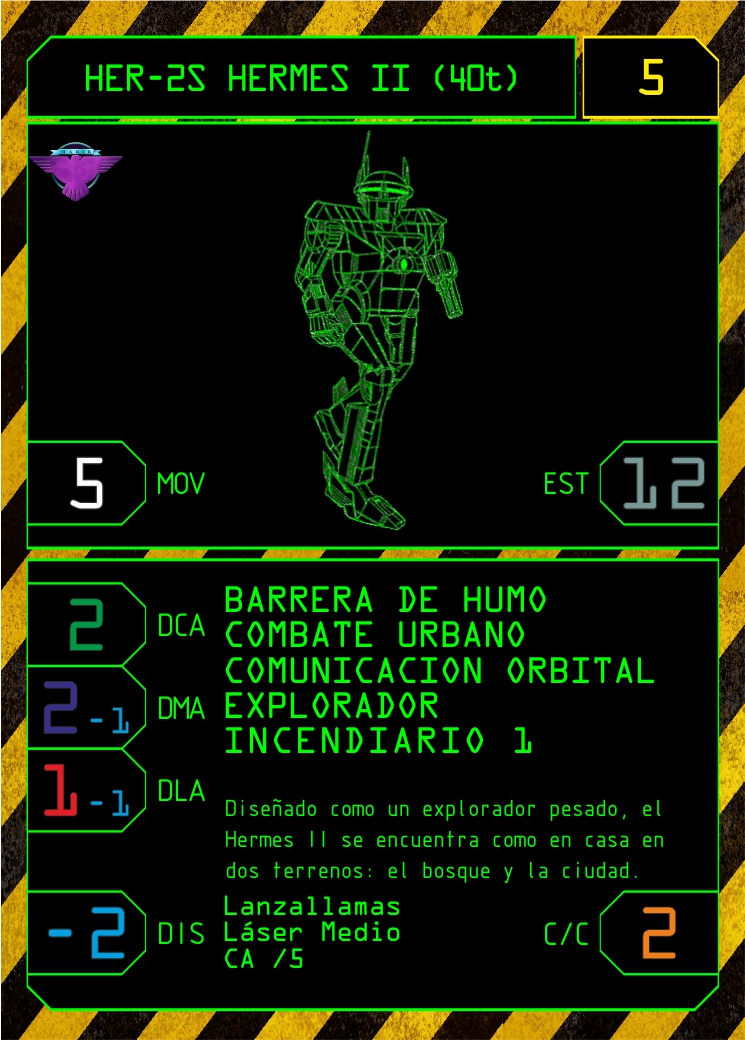 HER-2S HERMES II (40t)
5
MARIK
5 MOV
EST 12
2 DCA
BARRERA DE HUMO
COMBATE URBANO
COMUNICACION ORBITAL
2 -1 DMA
EXPLORADOR
INCENDIARIO 1
1 -1 DLA
Diseñado como un explorador pesado, el
Hermes II se encuentra como en casa en
dos terrenos: el bosque y la ciudad.
-2 DIS
Lanzallamas
Láser Medio
CA /5
C/C 2